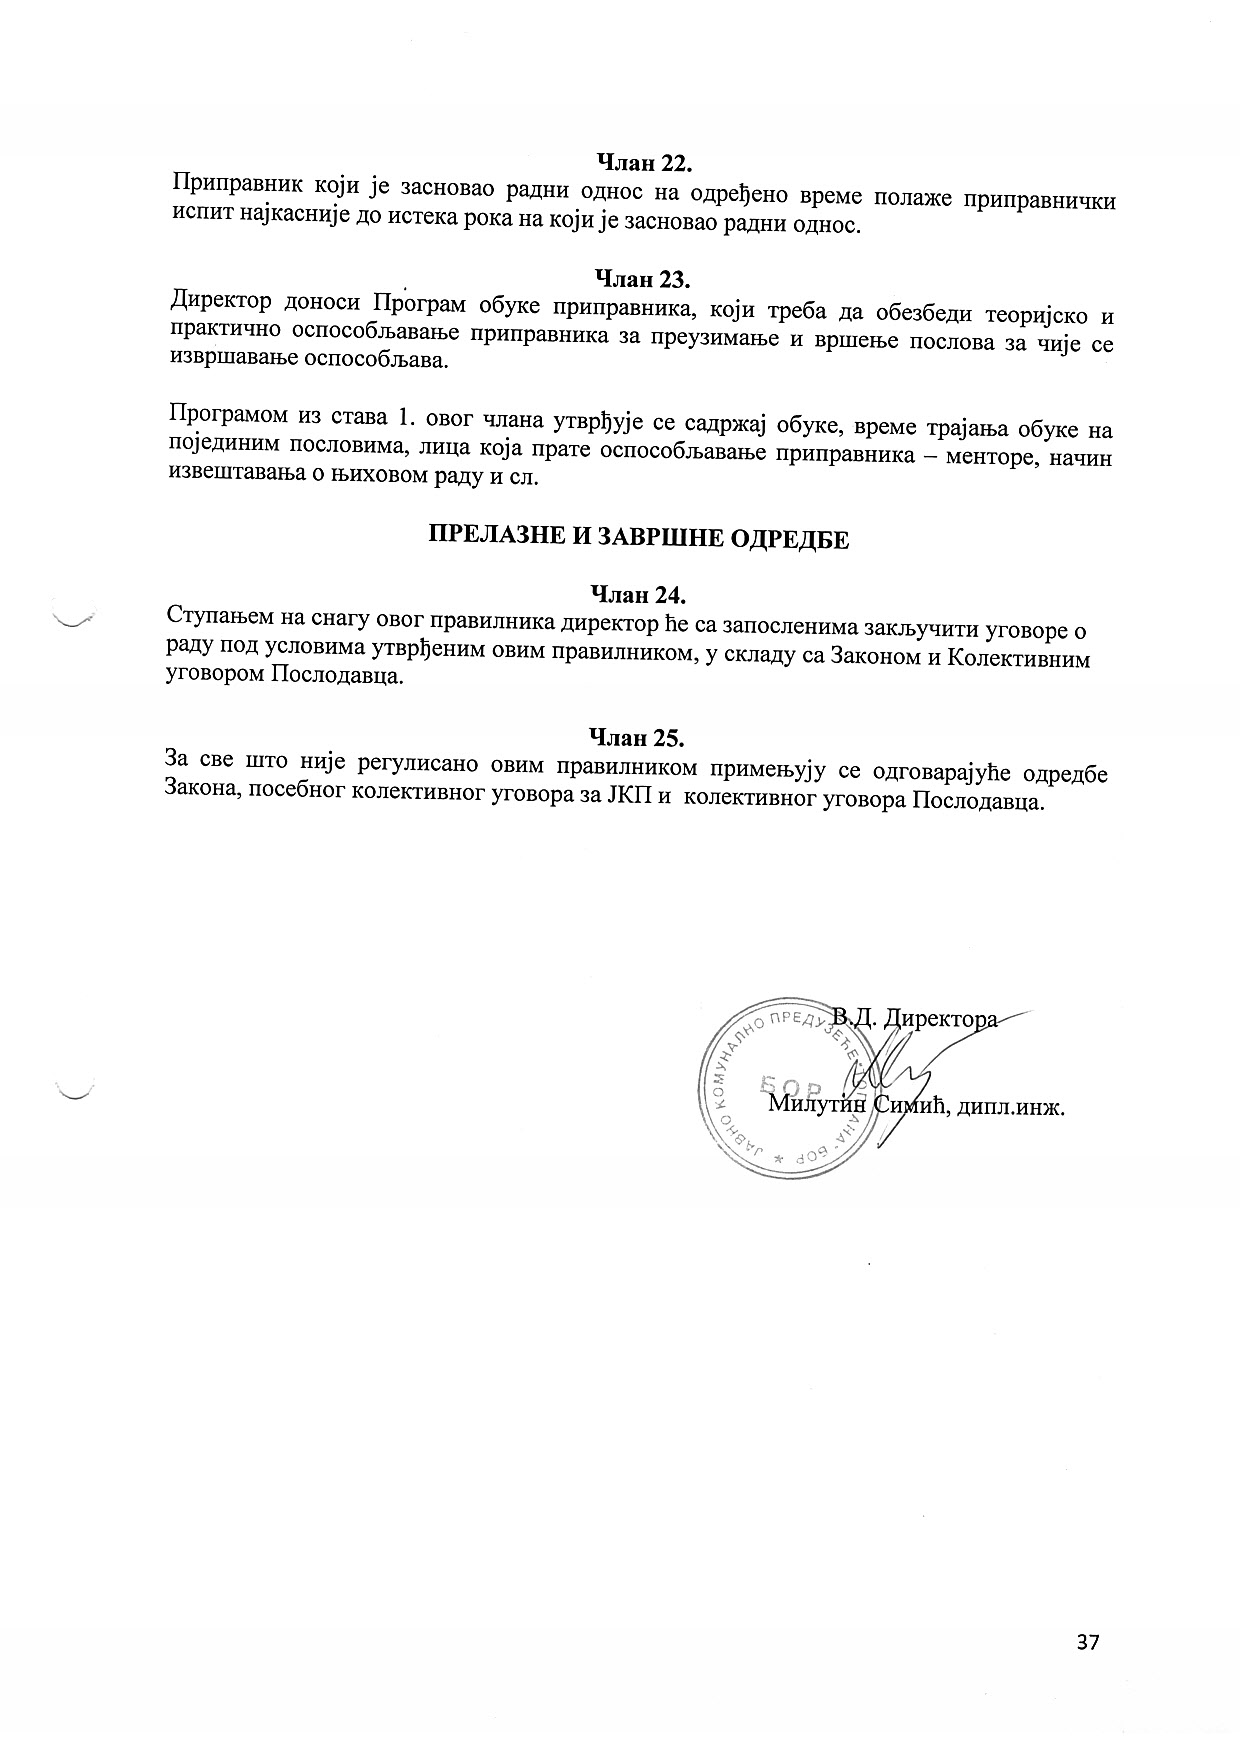 Члан 22.
Приправник који је засновао радни однос на одређено време полаже приправнички
испит најкасније до истека рока на који је засновао радни однос.
Члан 23.
Директор доноси Програм обуке приправника, који треба да обезбеди теоријско и
практично оспособљавање приправника за преузимање и вршење послова за чије се
извршавање оспособљава.
Програмом из става 1. овог члана утврђује се садржај обуке, време трајања обуке на
појединим пословима, лица која прате оспособљавање приправника – менторе, начин
извештавања о њиховом раду и сл.
ПРЕЛАЗНЕ И ЗАВРШНЕ ОДРЕДБЕ
Члан 24.
Ступањем на снагу овог правилника директор ће са запосленима закључити уговоре о
раду под условима утврђеним овим правилником, у складу са Законом и Колективним
уговором Послодавца.
Члан 25.
За све што није регулисано овим правилником примењују се одговарајуће одредбе
Закона, посебног колективног уговора за ЈКП и колективног уговора Послодавца.
В.Д. Директора
ЈАВНО КОМУНАЛНО ПРЕДУЗЕЋЕ "ТОПЛАНА" БОР
БОР
Милутин Симић, дипл.инж.
37